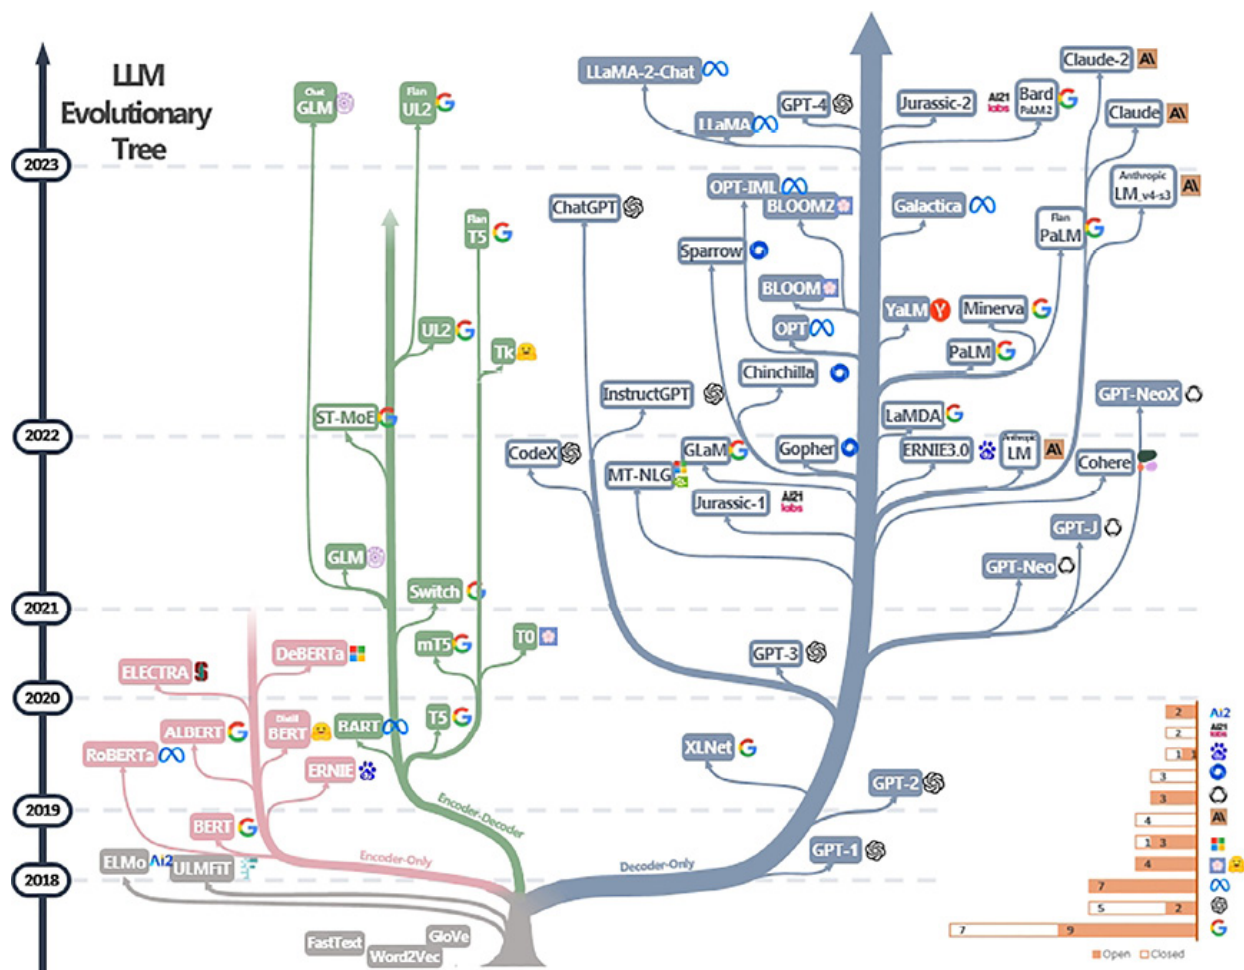 LLM
Evolutionary
Tree
2023
2022
2021
2020
2019
2018
Chat
GLM
Flan
UL2
Flan
T5
UL2
Tk
ST-MoE
GLM
Switch
mT5
T0
DeBERTa
ELECTRA
BART
T5
ALBERT
Distil
BERT
RoBERTa
ERNIE
BERT
Encoder-Decoder
Encoder-Only
Decoder-Only
ELMo
Ai2
ULMFiT
FastText
Word2Vec
GloVe
LLaMA-2-Chat
LLaMA
GPT-4
Jurassic-2
AI21
labs
Bard
PaLM2
Claude-2
A\
Claude
A\
Anthropic
LM_v4-s3
A\
ChatGPT
OPT-IML
BLOOMZ
Galactica
Flan
PaLM
Sparrow
BLOOM
YaLM
Minerva
OPT
PaLM
Chinchilla
InstructGPT
GPT-NeoX
LaMDA
CodeX
GLaM
Gopher
ERNIE3.0
Anthropic
LM
A\
Cohere
MT-NLG
Jurassic-1
AI21
labs
GPT-J
GPT-Neo
GPT-3
XLNet
GPT-2
GPT-1
2 Ai2
2 AI21
labs
1 1
3
3
4 A\
1 3
4
7
5 2
7 9
Open Closed